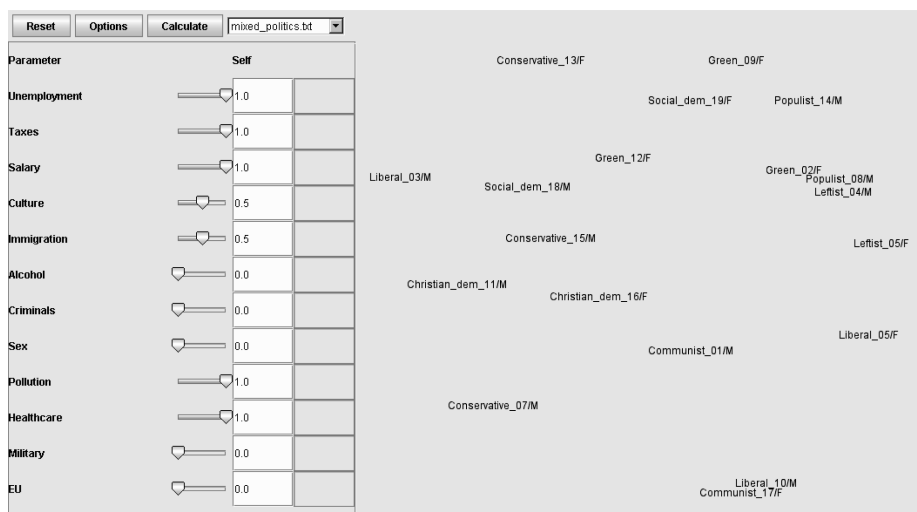 Reset Options Calculate mixed_politics.txt
Parameter Self
Unemployment 1.0
Taxes 1.0
Salary 1.0
Culture 0.5
Immigration 0.5
Alcohol 0.0
Criminals 0.0
Sex 0.0
Pollution 1.0
Healthcare 1.0
Military 0.0
EU 0.0
Conservative_13/F Green_09/F
Social_dem_19/F Populist_14/M
Green_12/F
Liberal_03/M Green_02/F
Populist_08/M
Social_dem_18/M Leftist_04/M
Conservative_15/M Leftist_05/F
Christian_dem_11/M
Christian_dem_16/F
Liberal_05/F
Communist_01/M
Conservative_07/M
Liberal_10/M
Communist_17/F